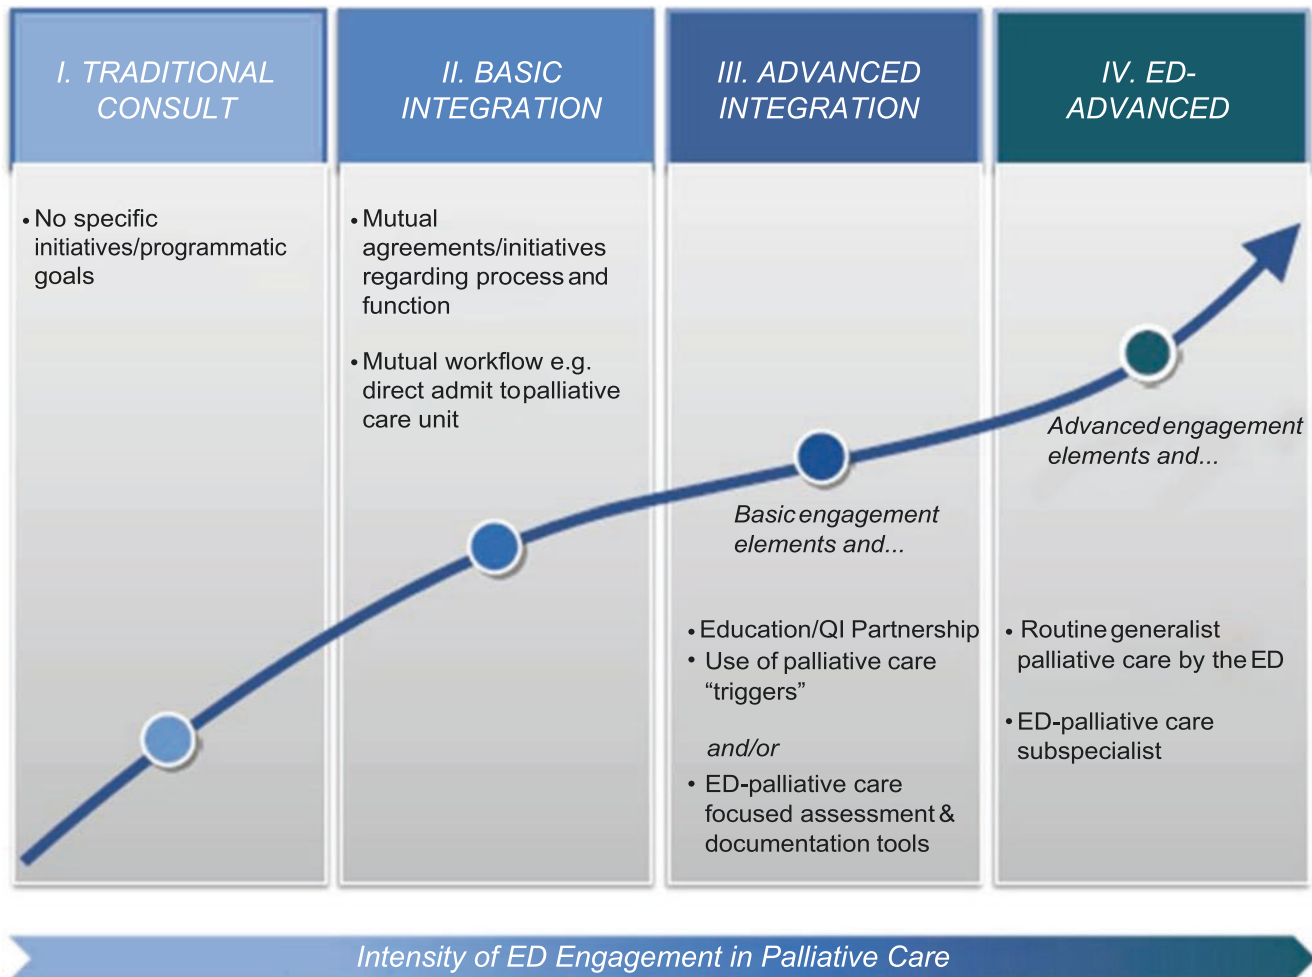 I. TRADITIONAL
CONSULT
• No specific
initiatives/programmatic
goals
II. BASIC
INTEGRATION
• Mutual
agreements/initiatives
regarding process and
function
• Mutual workflow e.g.
direct admit to palliative
care unit
III. ADVANCED
INTEGRATION
Basic engagement
elements and...
• Education/QI Partnership
• Use of palliative care
“triggers”
and/or
• ED-palliative care
focused assessment &
documentation tools
IV. ED-
ADVANCED
Advanced engagement
elements and...
• Routine generalist
palliative care by the ED
• ED-palliative care
subspecialist
Intensity of ED Engagement in Palliative Care